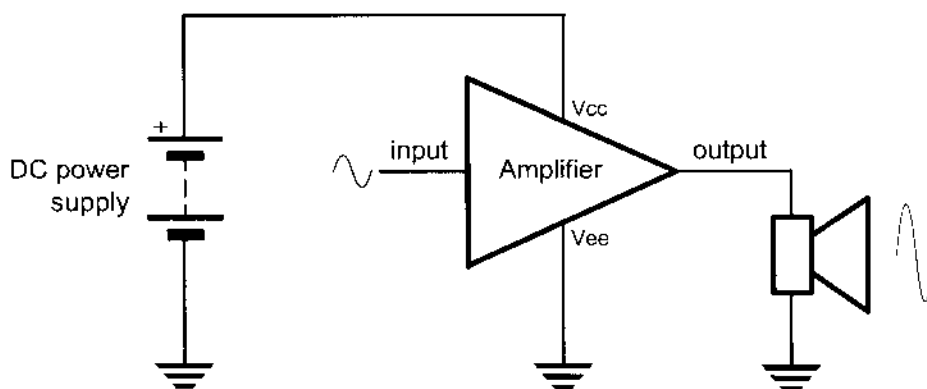 Vcc
+
DC power
supply
input
Amplifier
output
Vee